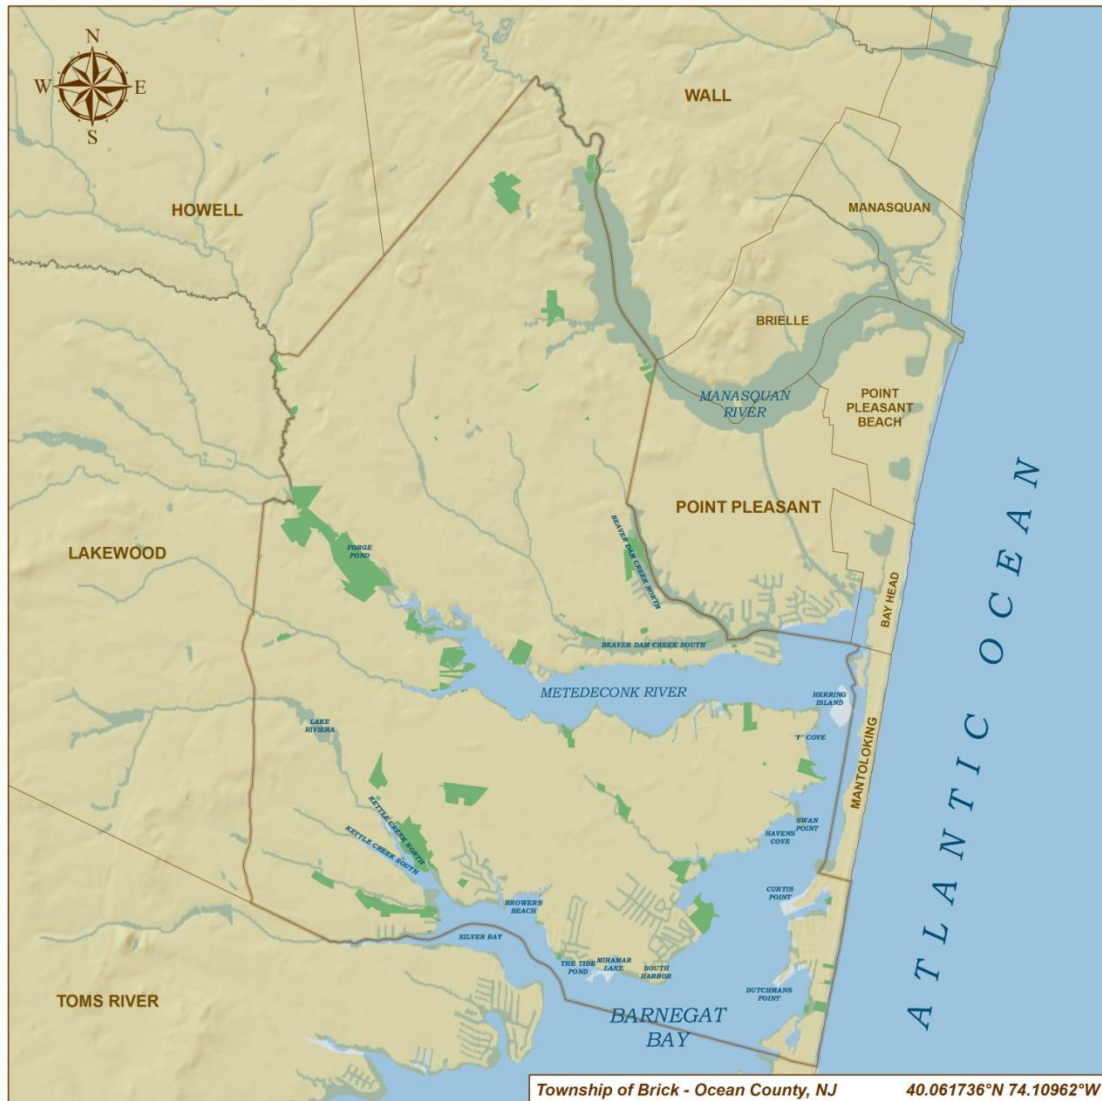 N
W E
S
WALL
HOWELL
MANASQUAN
BRIELLE
MANASQUAN
RIVER
POINT
PLEASANT
BEACH
POINT PLEASANT
LAKEWOOD
FORGE
POND
BEAVER DAM CREEK NORTH
BAY HEAD
BEAVER DAM CREEK SOUTH
METEDECONK RIVER
HERRING
ISLAND
ATLANTIC OCEAN
LAKE
RIVIERA
'F' COVE
MANTOLOKING
KETTLE CREEK NORTH
KETTLE CREEK SOUTH
SWAN
POINT
HAVENS
COVE
CURTIS
POINT
BROWERS
BEACH
SILVER BAY
THE TIDE
POND
MIRAMAR
LAKE
SOUTH
HARBOR
DUTCHMANS
POINT
TOMS RIVER
BARNEGAT
BAY
Township of Brick - Ocean County, NJ 40.061736°N 74.10962°W